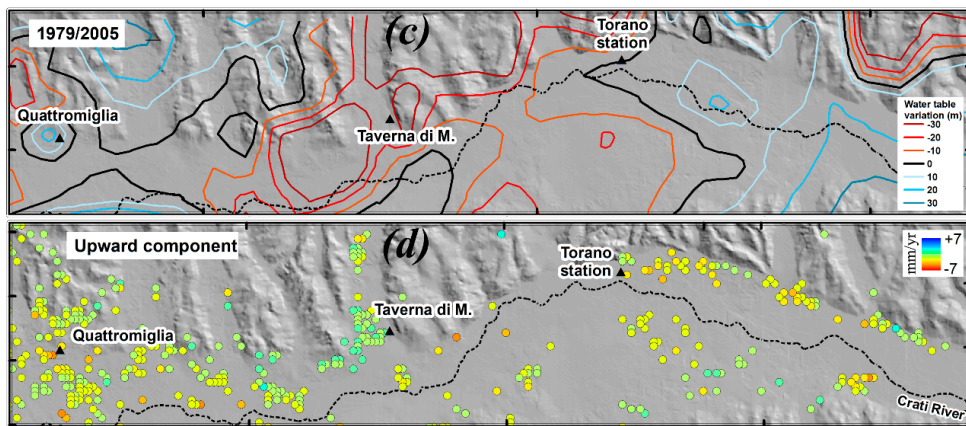 1979/2005
(c)
Torano
station
Quattromiglia
Taverna di M.
Water table
variation (m)
-30
-20
-10
0
10
20
30
Upward component
(d)
Torano
station
mm/yr
+7
-7
Taverna di M.
Quattromiglia
Crati River